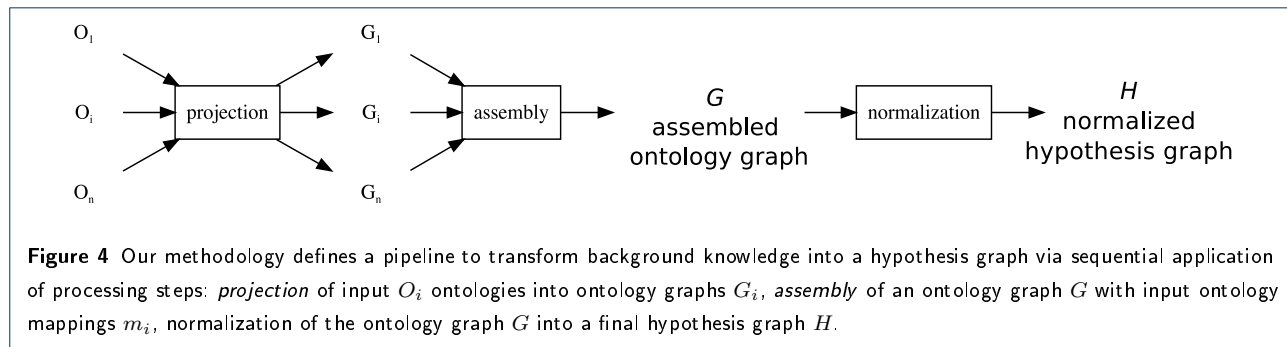 O₁ G₁
Oᵢ projection Gᵢ assembly G normalization H
assembled normalized
ontology graph hypothesis graph
Oₙ Gₙ
Figure 4 Our methodology defines a pipeline to transform background knowledge into a hypothesis graph via sequential application
of processing steps: projection of input Oᵢ ontologies into ontology graphs Gᵢ, assembly of an ontology graph G with input ontology
mappings mᵢ, normalization of the ontology graph G into a final hypothesis graph H.